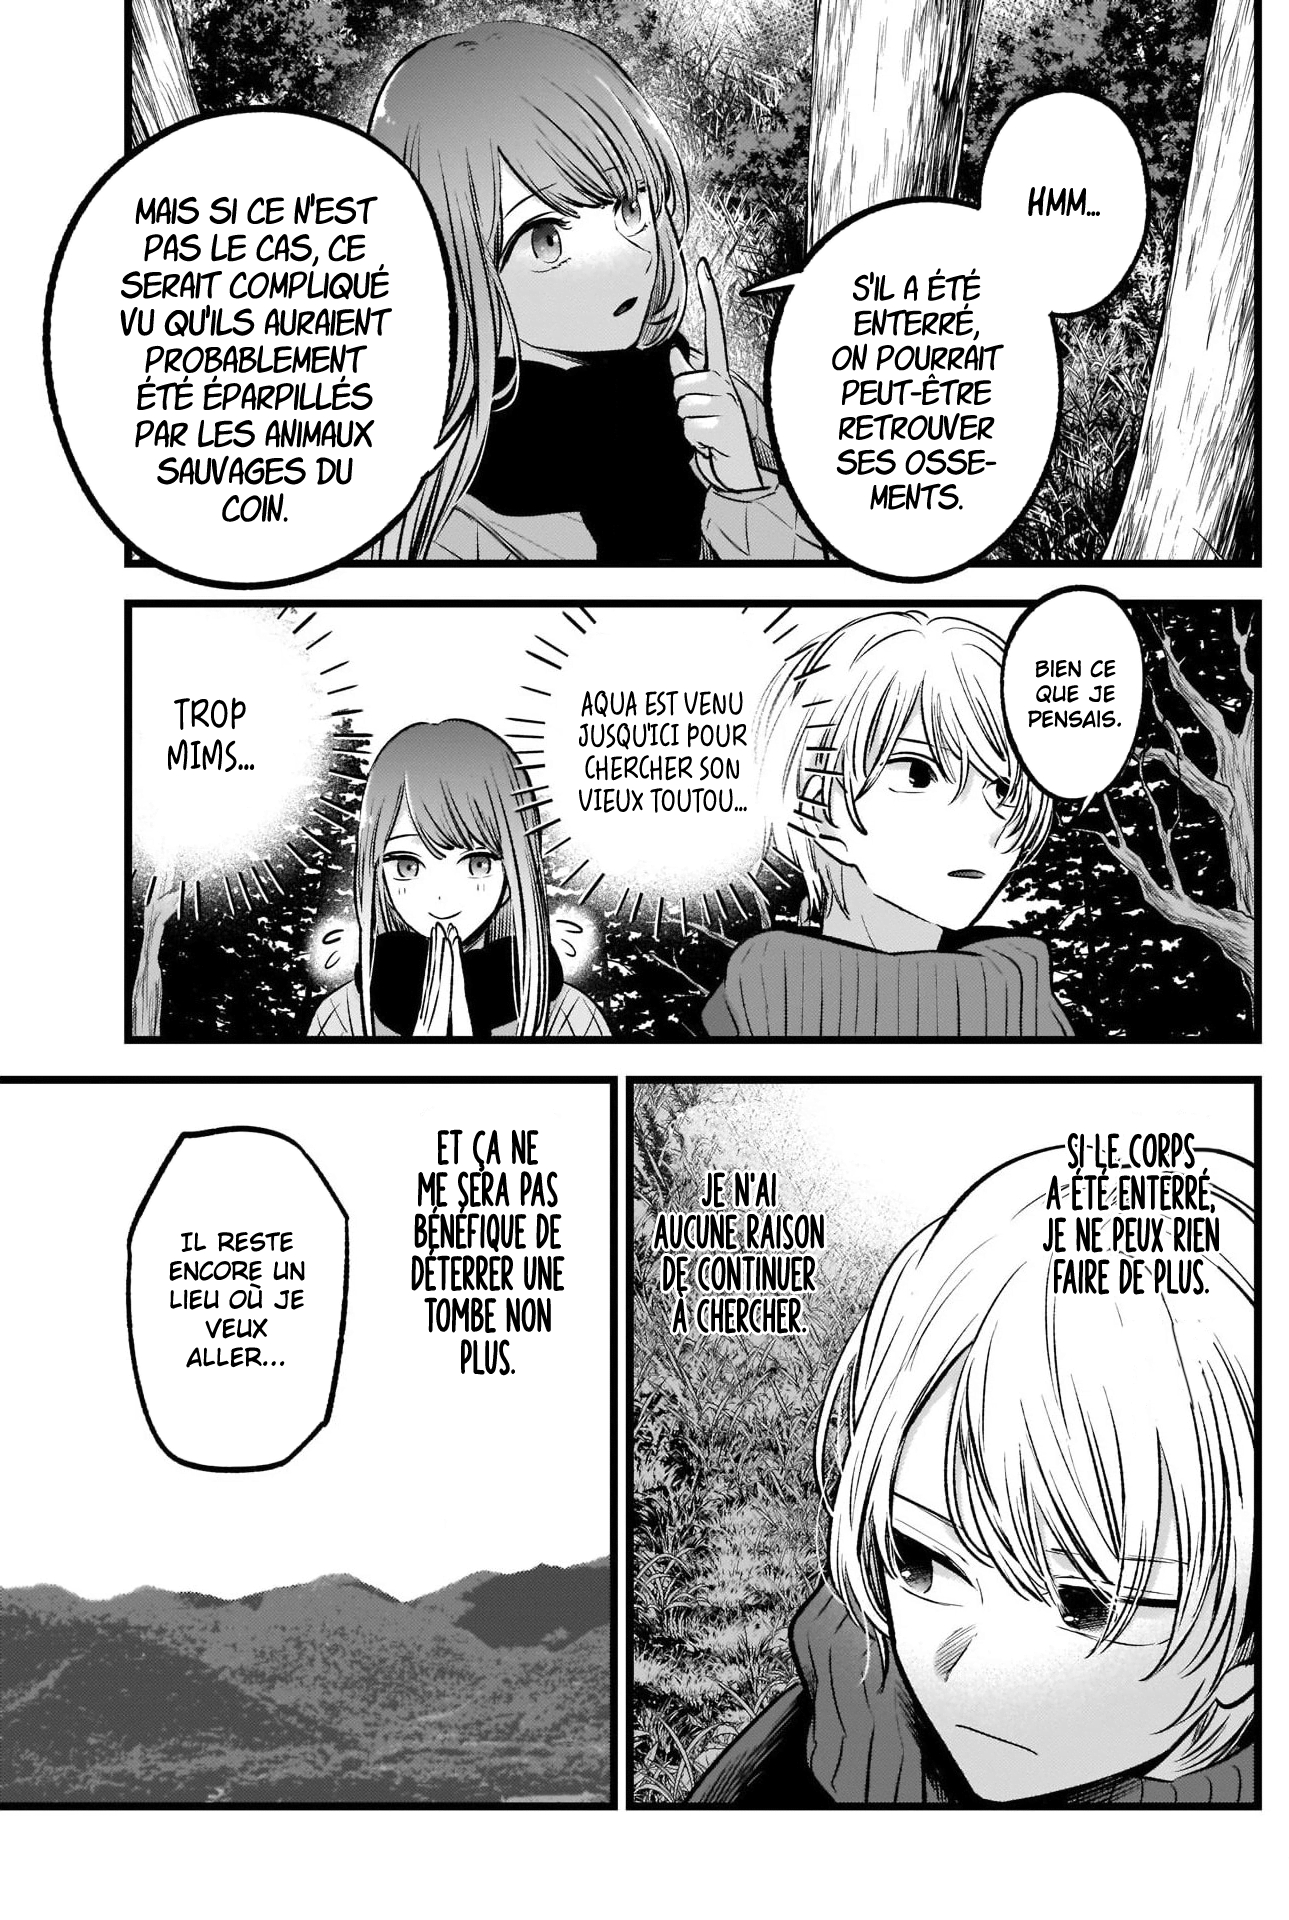 HMM...
S'IL A ÉTÉ
ENTERRÉ,
ON POURRAIT
PEUT-ÊTRE
RETROUVER
SES OSSE-
MENTS.
MAIS SI CE N'EST
PAS LE CAS, CE
SERAIT COMPLIQUÉ
VU QU'ILS AURAIENT
PROBABLEMENT
ÉTÉ ÉPARPILLÉS
PAR LES ANIMAUX
SAUVAGES DU
COIN.
BIEN CE
QUE JE
PENSAIS.
AQUA EST VENU
JUSQU'ICI POUR
CHERCHER SON
VIEUX TOUTOU...
TROP
MIMS...
SI LE CORPS
A ÉTÉ ENTERRÉ,
JE NE PEUX RIEN
FAIRE DE PLUS.
JE N'AI
AUCUNE RAISON
DE CONTINUER
À CHERCHER.
ET ÇA NE
ME SERA PAS
BÉNÉFIQUE DE
DÉTERRER UNE
TOMBE NON
PLUS.
IL RESTE
ENCORE UN
LIEU OÙ JE
VEUX
ALLER...